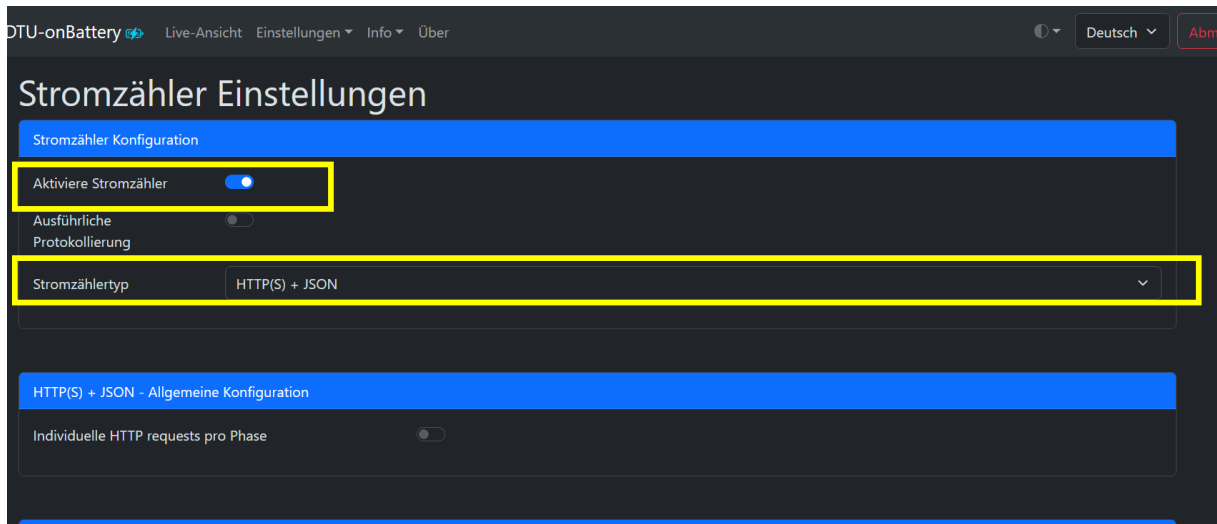 DTU-onBattery Live-Ansicht Einstellungen Info Über Deutsch Abm
Stromzähler Einstellungen
Stromzähler Konfiguration
Aktiviere Stromzähler
Ausführliche
Protokollierung
Stromzählertyp HTTP(S) + JSON
HTTP(S) + JSON - Allgemeine Konfiguration
Individuelle HTTP requests pro Phase